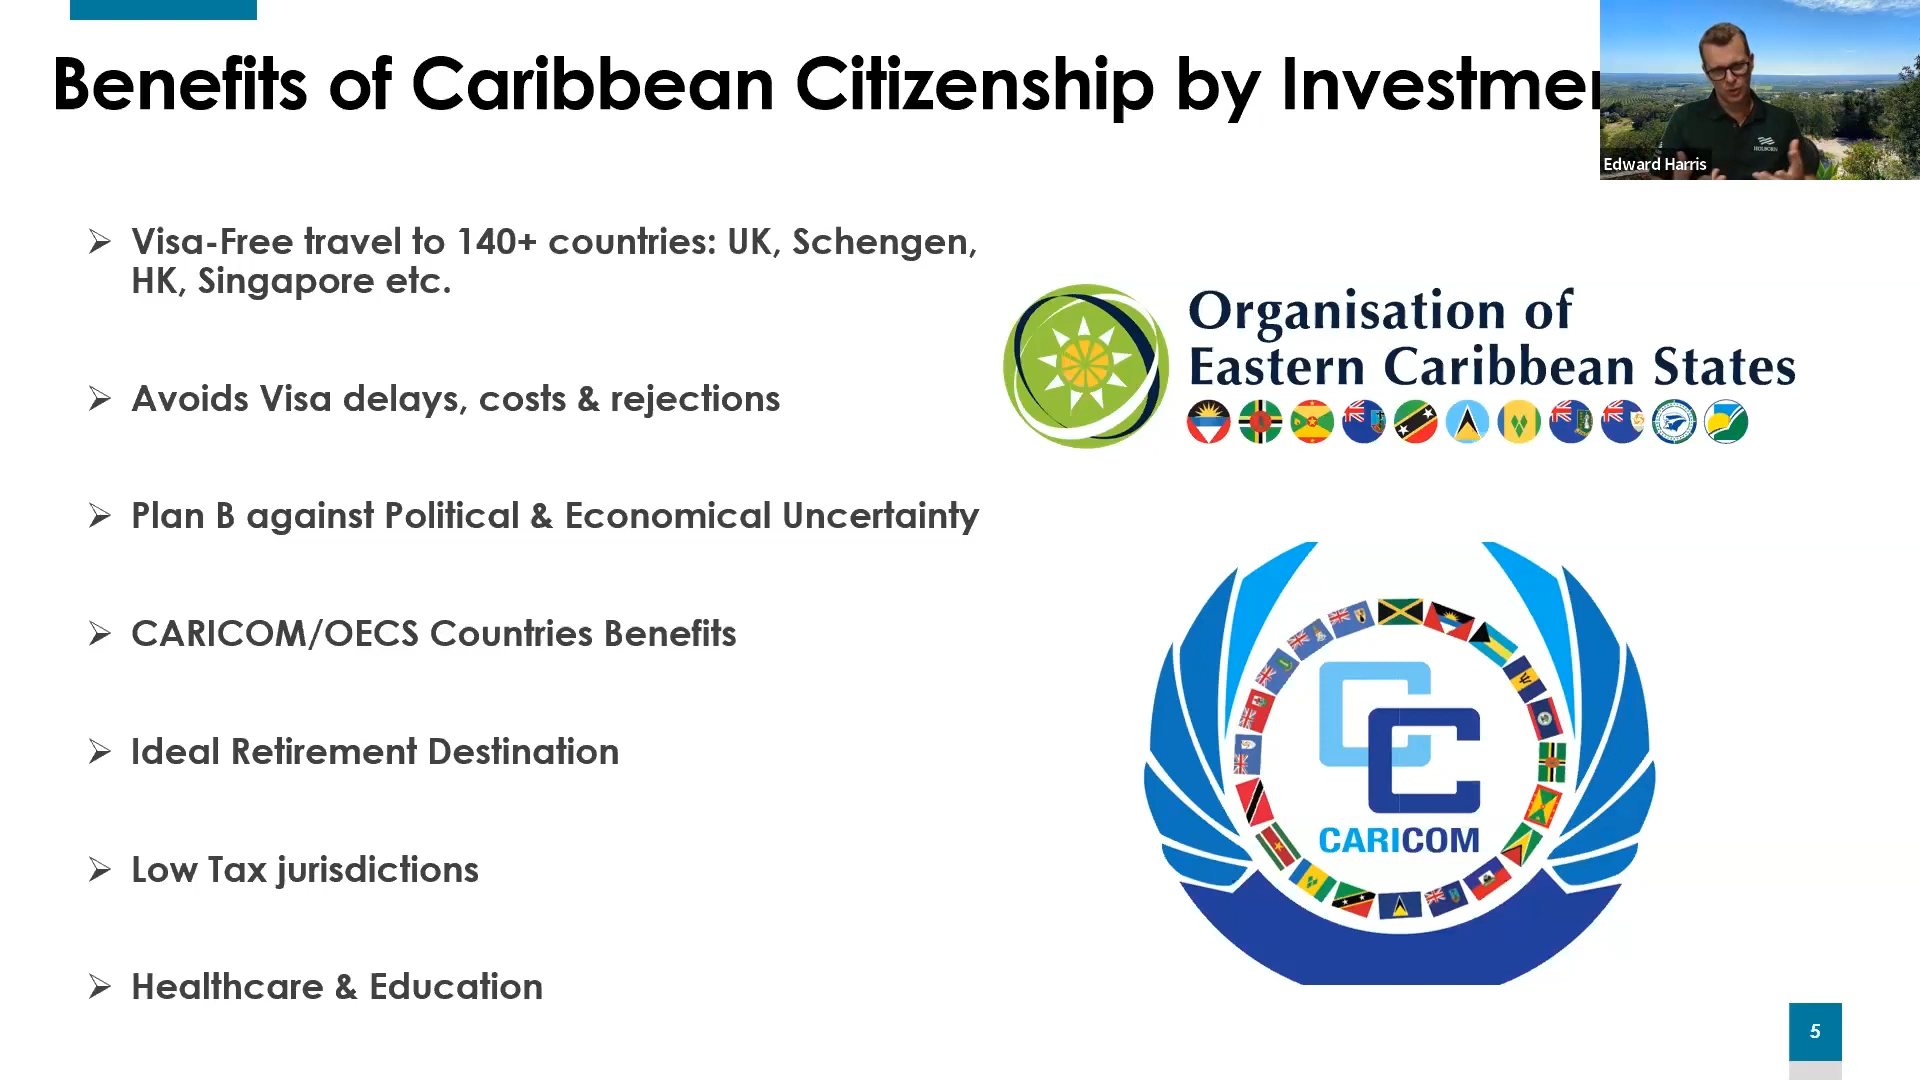 Benefits of Caribbean Citizenship by Investme
Edward Harris
HOLBORN
Visa-Free travel to 140+ countries: UK, Schengen,
HK, Singapore etc.
Avoids Visa delays, costs & rejections
Plan B against Political & Economical Uncertainty
CARICOM/OECS Countries Benefits
Ideal Retirement Destination
Low Tax jurisdictions
Healthcare & Education
Organisation of
Eastern Caribbean States
CARICOM
5